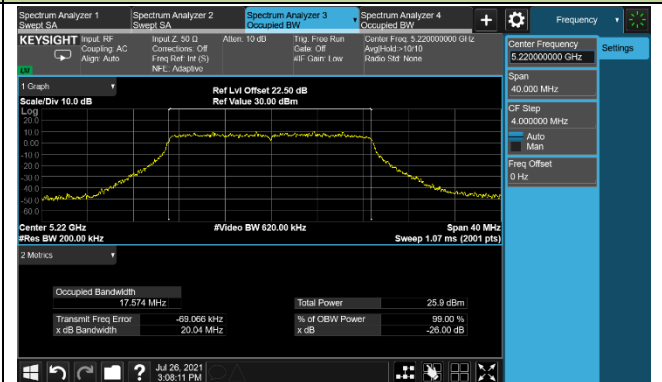 Spectrum Analyzer 1
Swept SA
Spectrum Analyzer 2
Swept SA
Spectrum Analyzer 3
Occupied BW
Spectrum Analyzer 4
Occupied BW
+
Frequency
KEYSIGHT
Input: RF
Coupling: AC
Align: Auto
Input Z: 50 Ω
Corrections: Off
Freq Ref: Int (S)
NFE: Adaptive
Atten: 10 dB
Trig: Free Run
Gate: Off
#IF Gain: Low
Center Freq: 5.220000000 GHz
Avg|Hold:>10/10
Radio Std: None
Center Frequency
5.220000000 GHz
Settings
Span
40.000 MHz
CF Step
4.000000 MHz
Auto
Man
Freq Offset
0 Hz
1 Graph
Scale/Div 10.0 dB
Ref Lvl Offset 22.50 dB
Ref Value 30.00 dBm
Log
20.0
10.0
0.00
-10.0
-20.0
-30.0
-40.0
-50.0
-60.0
Center 5.22 GHz
#Video BW 620.00 kHz
Span 40 MHz
#Res BW 200.00 kHz
Sweep 1.07 ms (2001 pts)
2 Metrics
Occupied Bandwidth
17.574 MHz
Total Power 25.9 dBm
Transmit Freq Error -69.066 kHz
% of OBW Power 99.00 %
x dB Bandwidth 20.04 MHz
x dB -26.00 dB
?
Jul 26, 2021
3:08:11 PM